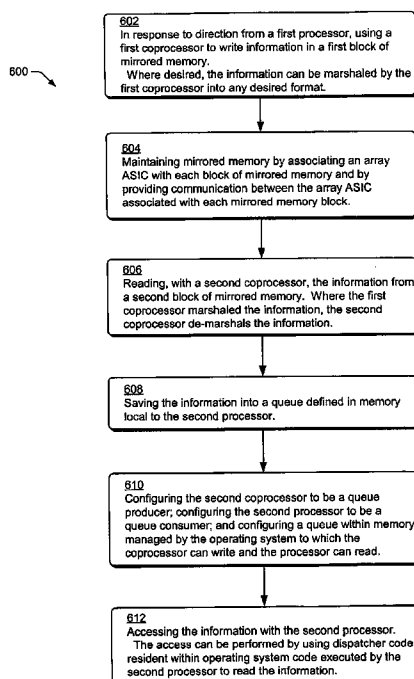 600
602
In response to direction from a first processor, using a
first coprocessor to write information in a first block of
mirrored memory.
Where desired, the information can be marshaled by the
first coprocessor into any desired format.
604
Maintaining mirrored memory by associating an array
ASIC with each block of mirrored memory and by
providing communication between the array ASIC
associated with each mirrored memory block.
606
Reading, with a second coprocessor, the information from
a second block of mirrored memory. Where the first
coprocessor marshaled the information, the second
coprocessor de-marshals the information.
608
Saving the information into a queue defined in memory
local to the second processor.
610
Configuring the second coprocessor to be a queue
producer; configuring the second processor to be a
queue consumer; and configuring a queue within memory
managed by the operating system to which the
coprocessor can write and the processor can read.
612
Accessing the information with the second processor.
The access can be performed by using dispatcher code
resident within operating system code executed by the
second processor to read the information.